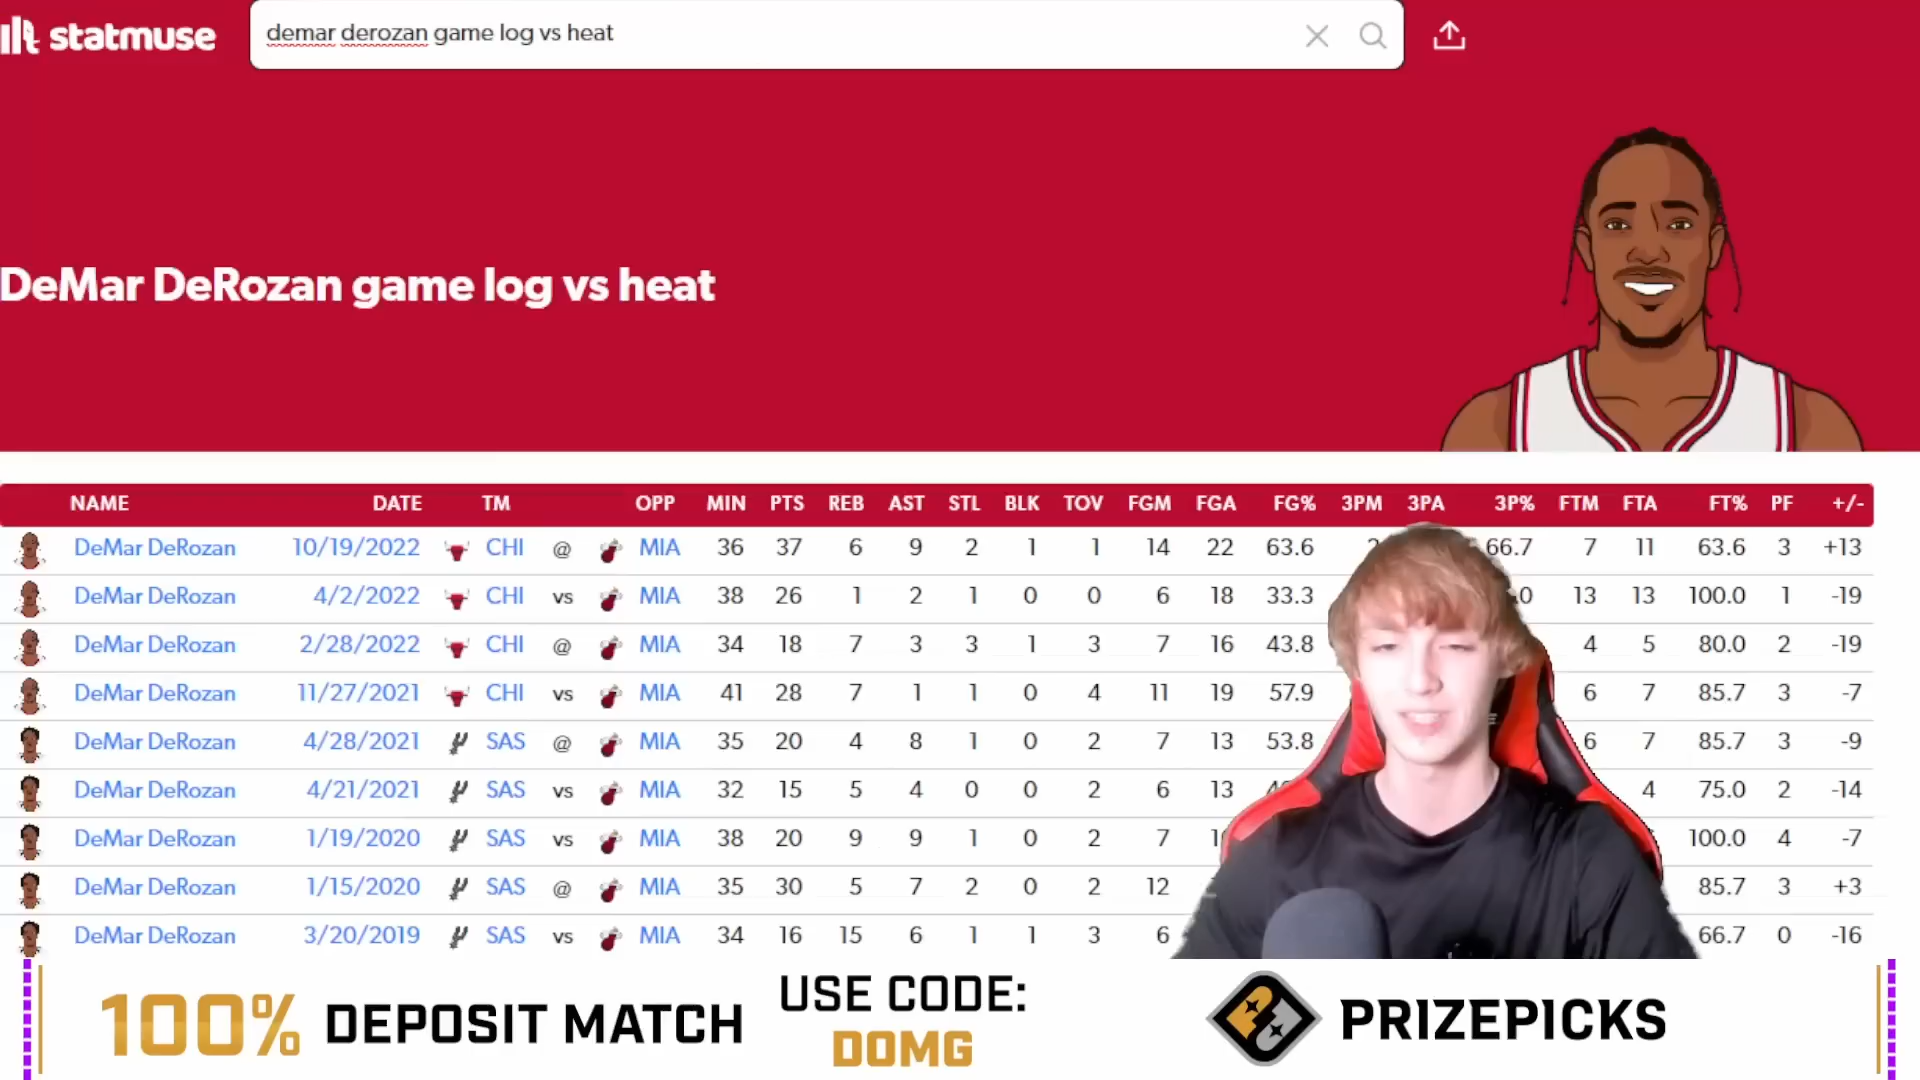 statmuse
demar derozan game log vs heat
DeMar DeRozan game log vs heat
NAME DATE TM OPP MIN PTS REB AST STL BLK TOV FGM FGA FG% 3PM 3PA 3P% FTM FTA FT% PF +/-
DeMar DeRozan 10/19/2022 CHI @ MIA 36 37 6 9 2 1 1 14 22 63.6 66.7 7 11 63.6 3 +13
DeMar DeRozan 4/2/2022 CHI vs MIA 38 26 1 2 1 0 0 6 18 33.3 13 13 100.0 1 -19
DeMar DeRozan 2/28/2022 CHI @ MIA 34 18 7 3 3 1 3 7 16 43.8 4 5 80.0 2 -19
DeMar DeRozan 11/27/2021 CHI vs MIA 41 28 7 1 1 0 4 11 19 57.9 6 7 85.7 3 -7
DeMar DeRozan 4/28/2021 SAS @ MIA 35 20 4 8 1 0 2 7 13 53.8 6 7 85.7 3 -9
DeMar DeRozan 4/21/2021 SAS vs MIA 32 15 5 4 0 0 2 6 13 4 75.0 2 -14
DeMar DeRozan 1/19/2020 SAS vs MIA 38 20 9 9 1 0 2 7 100.0 4 -7
DeMar DeRozan 1/15/2020 SAS @ MIA 35 30 5 7 2 0 2 12 85.7 3 +3
DeMar DeRozan 3/20/2019 SAS vs MIA 34 16 15 6 1 1 3 6 66.7 0 -16
100% DEPOSIT MATCH
USE CODE:
DOMG
PRIZEPICKS